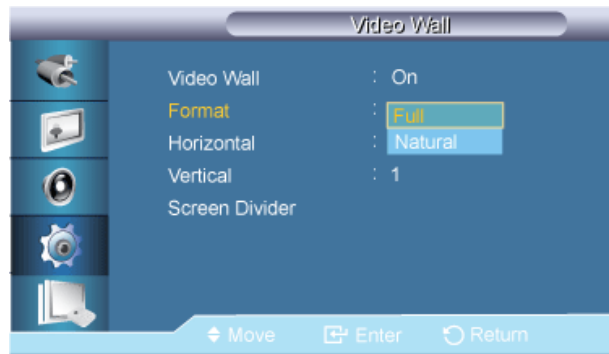 Video Wall
Video Wall : On
Format : Full
Natural
Horizontal :
Vertical : 1
Screen Divider
Move Enter Return